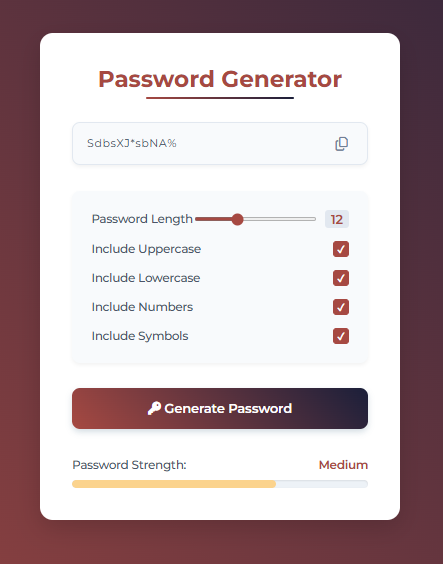 Password Generator
SdbsXJ*sbNA%
Password Length 12
Include Uppercase
Include Lowercase
Include Numbers
Include Symbols
Generate Password
Password Strength: Medium